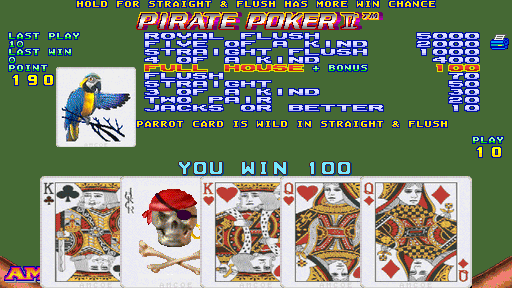 HOLD FOR STRAIGHT & FLUSH HAS MORE WIN CHANCE
PIRATE POKER II™
LAST PLAY
10
LAST WIN
0
POINT
190
ROYAL FLUSH 5000
FIVE OF A KIND 2000
STRAIGHT FLUSH 1000
4 OF A KIND 400
FULL HOUSE + BONUS 100
FLUSH 70
STRAIGHT 50
3 OF A KIND 30
TWO PAIR 20
JACKS OR BETTER 10
PARROT CARD IS WILD IN STRAIGHT & FLUSH
PLAY
10
YOU WIN 100
K
K
Q
Q
AMCOE
AM